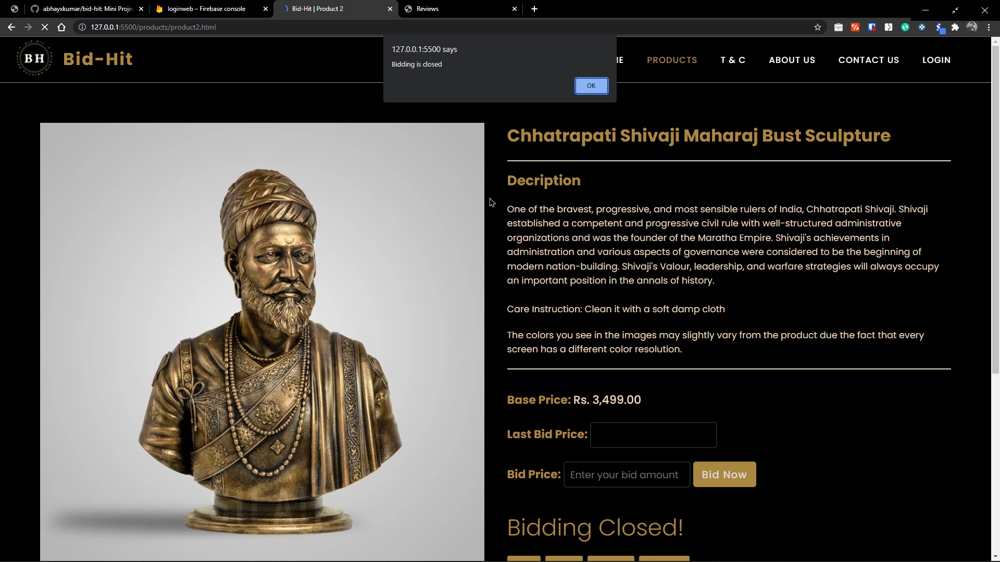 abhayxkumar/bid-hit: Mini Proje
loginweb – Firebase console
Bid-Hit | Product 2
Reviews
127.0.0.1:5500/products/product2.html
127.0.0.1:5500 says
Bidding is closed
OK
BH
Bid-Hit
ME
PRODUCTS
T & C
ABOUT US
CONTACT US
LOGIN
Chhatrapati Shivaji Maharaj Bust Sculpture
Decription
One of the bravest, progressive, and most sensible rulers of India, Chhatrapati Shivaji. Shivaji
established a competent and progressive civil rule with well-structured administrative
organizations and was the founder of the Maratha Empire. Shivaji's achievements in
administration and various aspects of governance were considered to be the beginning of
modern nation-building. Shivaji's Valour, leadership, and warfare strategies will always occupy
an important position in the annals of history.
Care Instruction: Clean it with a soft damp cloth
The colors you see in the images may slightly vary from the product due the fact that every
screen has a different color resolution.
Base Price: Rs. 3,499.00
Last Bid Price:
Bid Price: Enter your bid amount Bid Now
Bidding Closed!